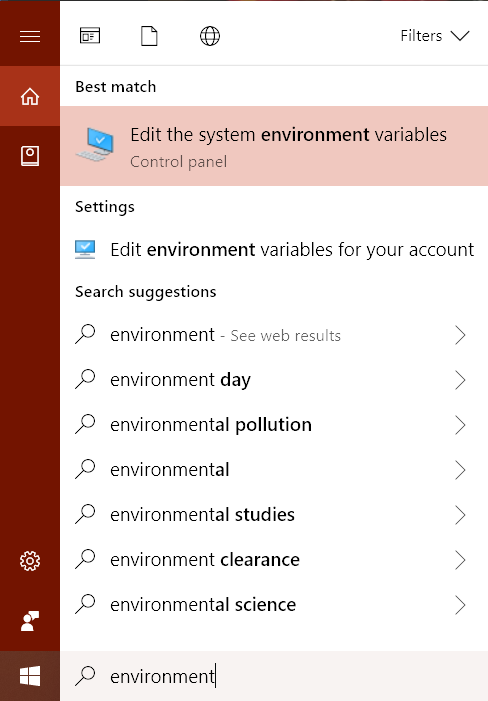 Filters
Best match
Edit the system environment variables
Control panel
Settings
Edit environment variables for your account
Search suggestions
environment - See web results
environment day
environmental pollution
environmental
environmental studies
environment clearance
environmental science
environment